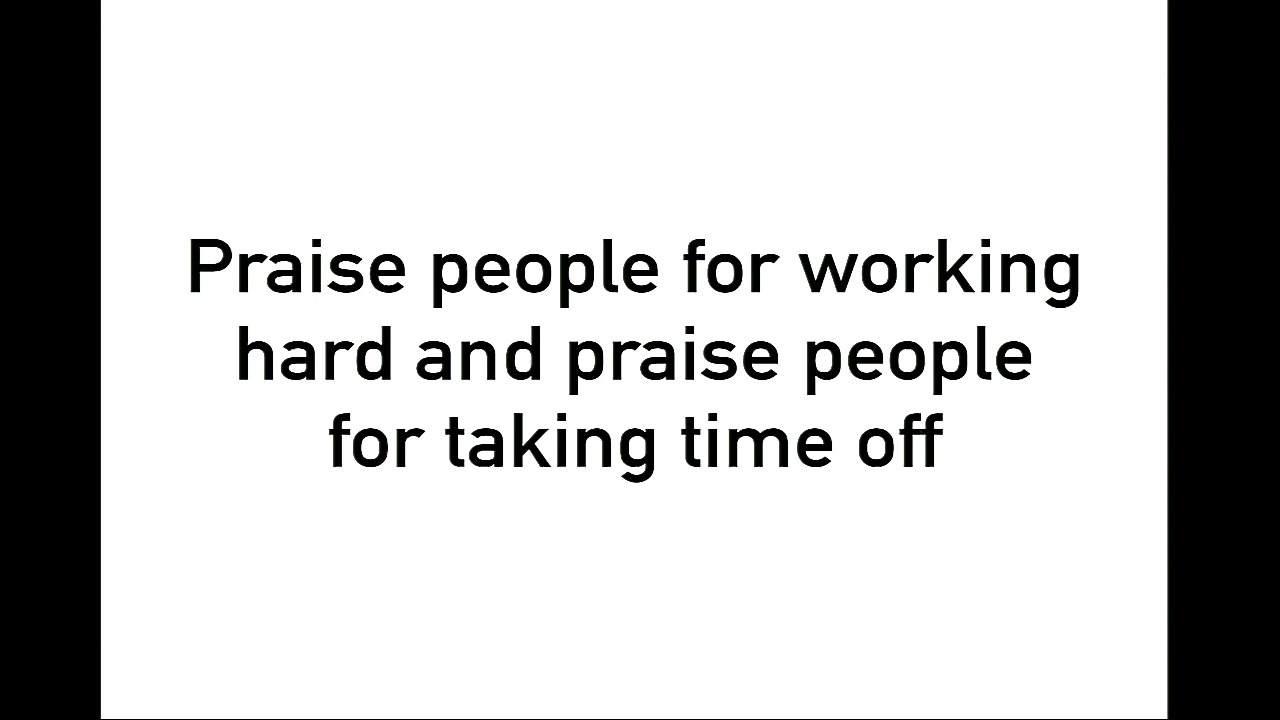 Praise people for working
hard and praise people
for taking time off